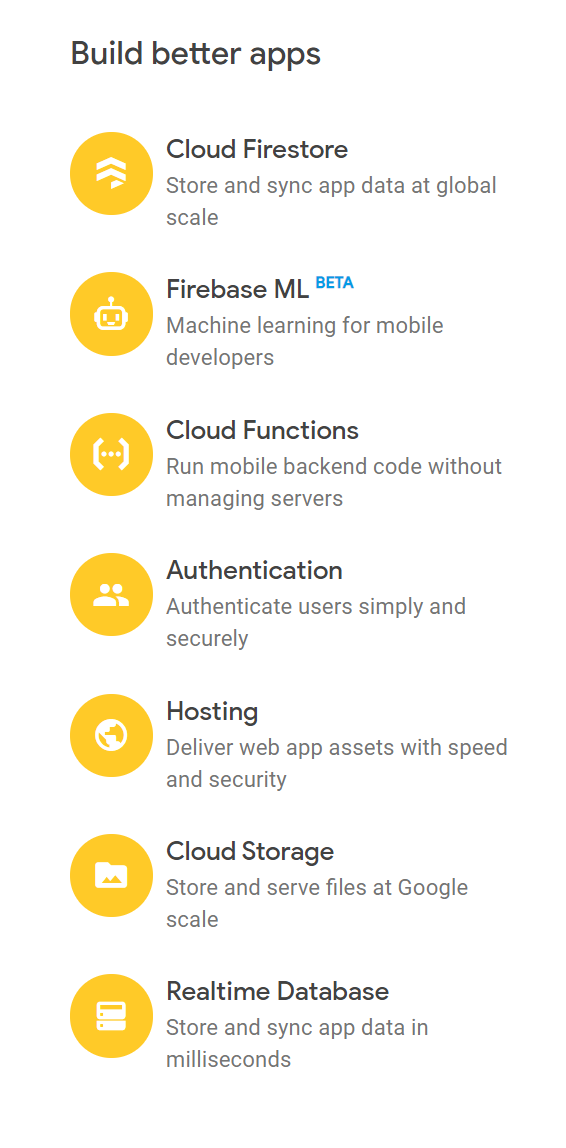 Build better apps
Cloud Firestore
Store and sync app data at global
scale
Firebase ML BETA
Machine learning for mobile
developers
Cloud Functions
Run mobile backend code without
managing servers
Authentication
Authenticate users simply and
securely
Hosting
Deliver web app assets with speed
and security
Cloud Storage
Store and serve files at Google
scale
Realtime Database
Store and sync app data in
milliseconds